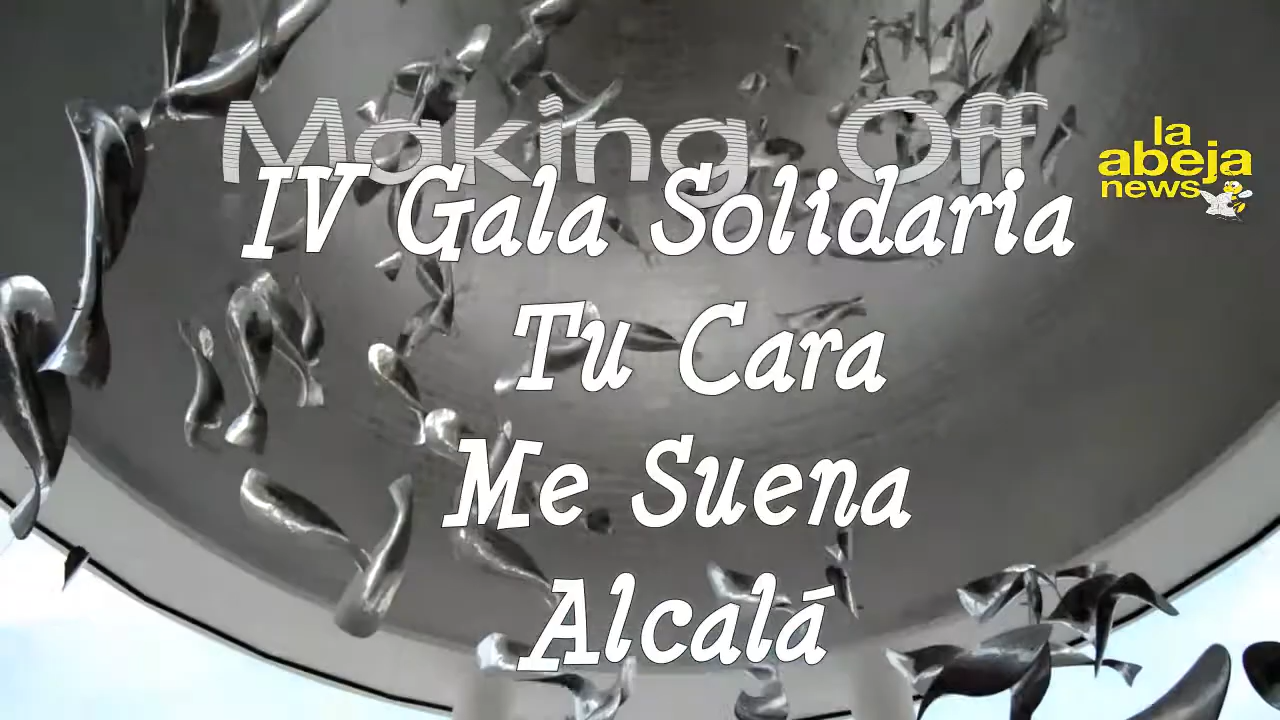 Making Off
IV Gala Solidaria
Tu Cara
Me Suena
Alcalá
la
abeja
news